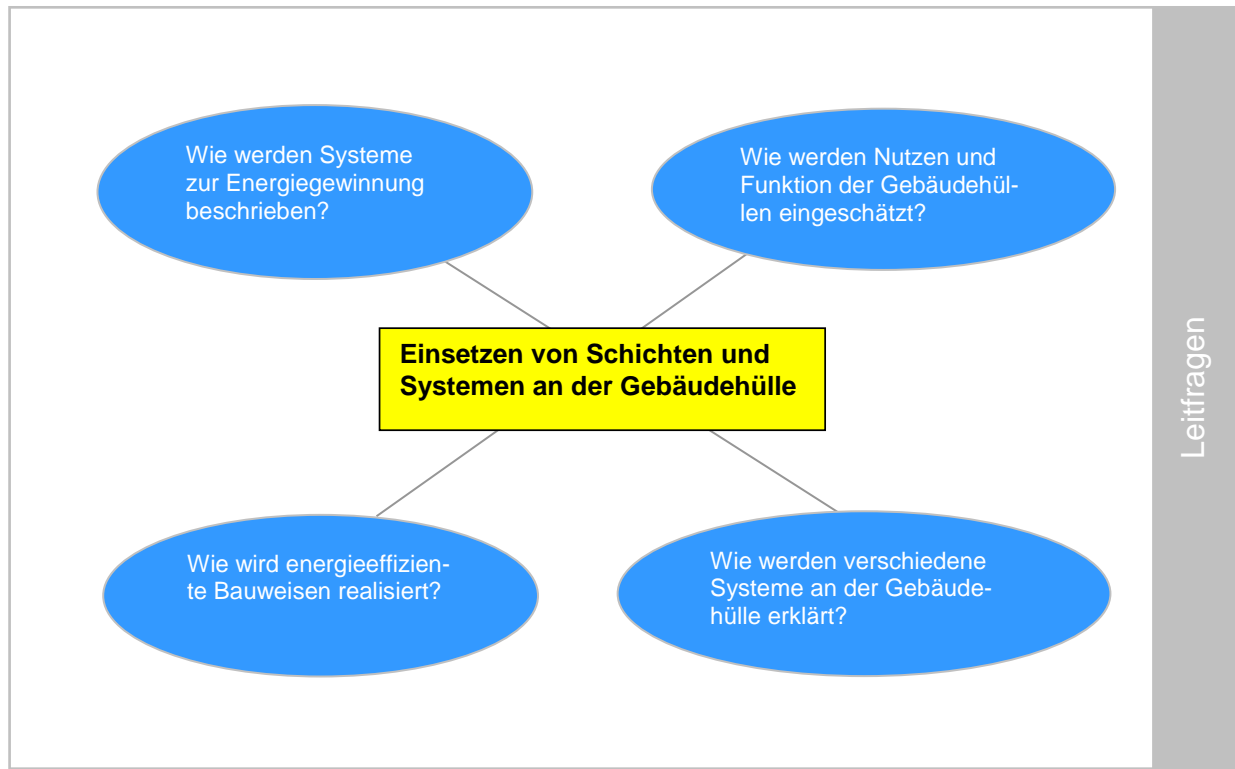 Wie werden Systeme
zur Energiegewinnung
beschrieben?
Wie werden Nutzen und
Funktion der Gebäudehül-
len eingeschätzt?
Einsetzen von Schichten und
Systemen an der Gebäudehülle
Wie wird energieeffizien-
te Bauweisen realisiert?
Wie werden verschiedene
Systeme an der Gebäude-
hülle erklärt?
Leitfragen